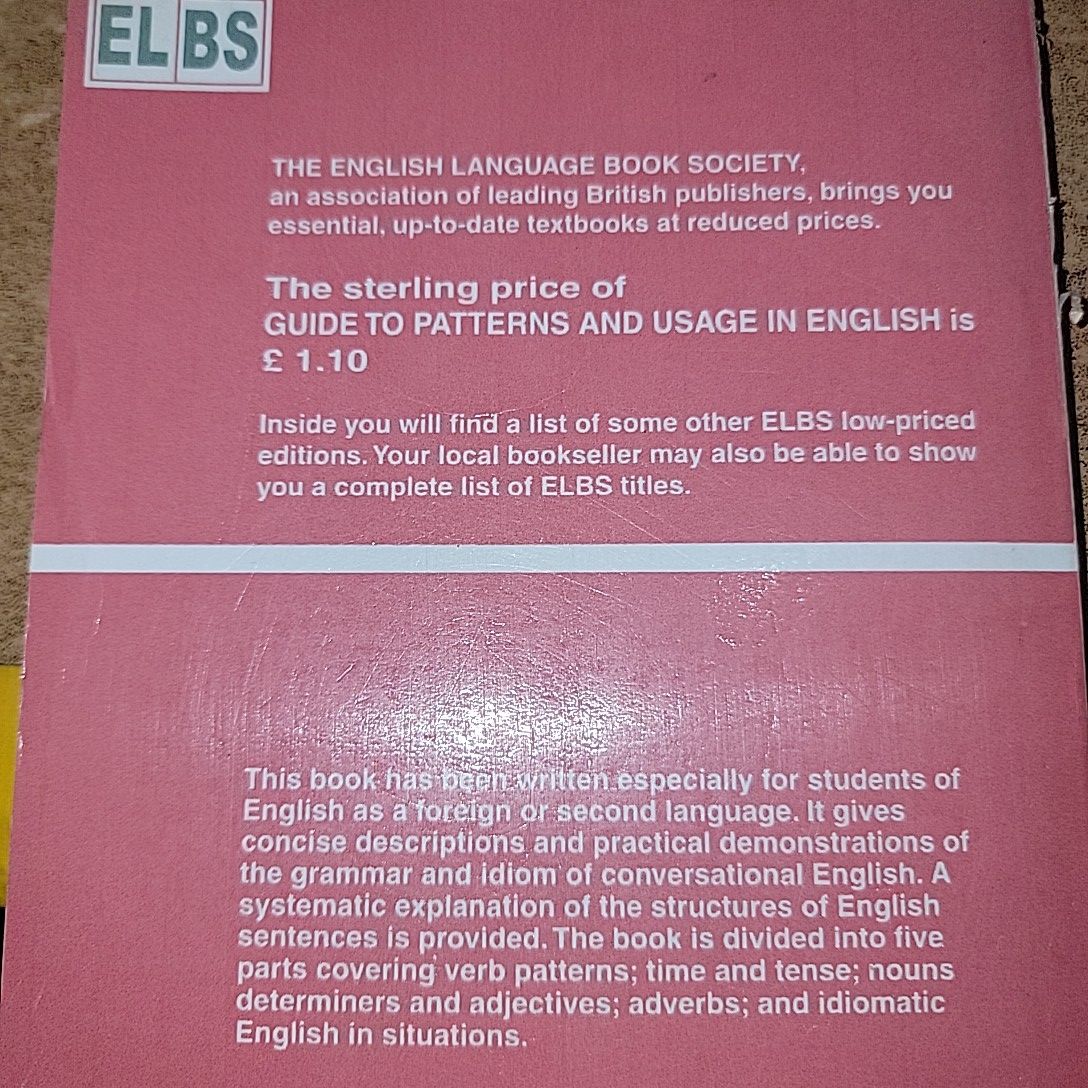 ELBS
THE ENGLISH LANGUAGE BOOK SOCIETY,
an association of leading British publishers, brings you
essential, up-to-date textbooks at reduced prices.
The sterling price of
GUIDE TO PATTERNS AND USAGE IN ENGLISH is
£ 1.10
Inside you will find a list of some other ELBS low-priced
editions. Your local bookseller may also be able to show
you a complete list of ELBS titles.
This book has been written especially for students of
English as a foreign or second language. It gives
concise descriptions and practical demonstrations of
the grammar and idiom of conversational English. A
systematic explanation of the structures of English
sentences is provided. The book is divided into five
parts covering verb patterns; time and tense; nouns
determiners and adjectives; adverbs; and idiomatic
English in situations.